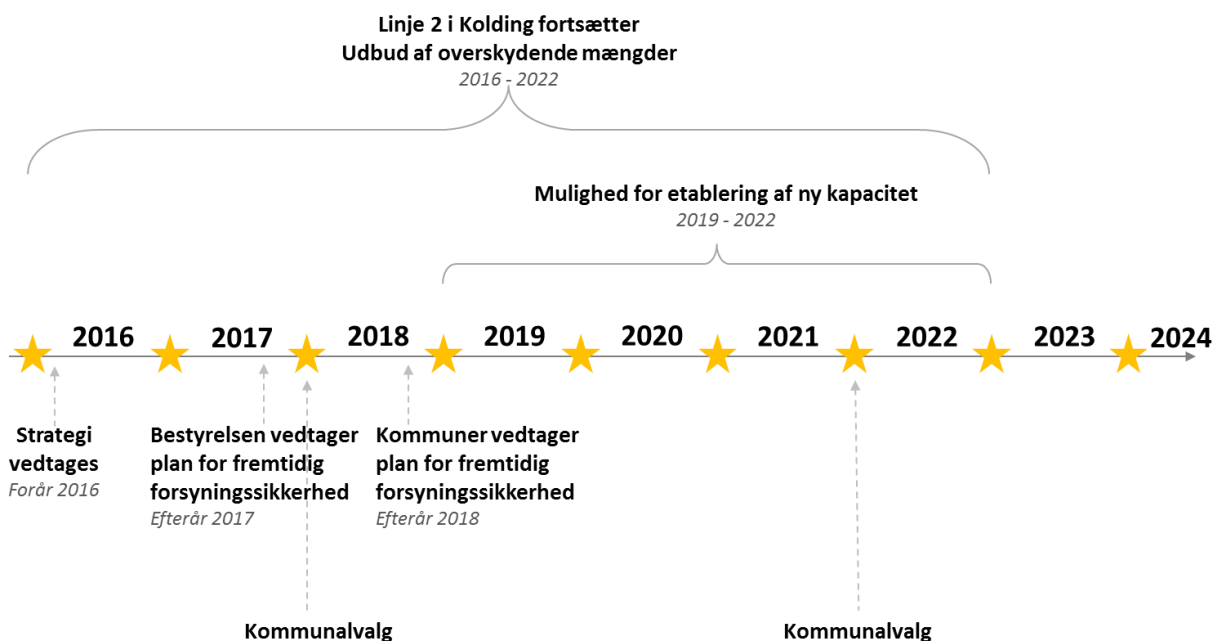 Linje 2 i Kolding fortsætter
Udbud af overskydende mængder
2016 - 2022
Mulighed for etablering af ny kapacitet
2019 - 2022
2016 2017 2018 2019 2020 2021 2022 2023 2024
Strategi
vedtages
Forår 2016
Bestyrelsen vedtager
plan for fremtidig
forsyningssikkerhed
Efterår 2017
Kommuner vedtager
plan for fremtidig
forsyningssikkerhed
Efterår 2018
Kommunalvalg
Kommunalvalg